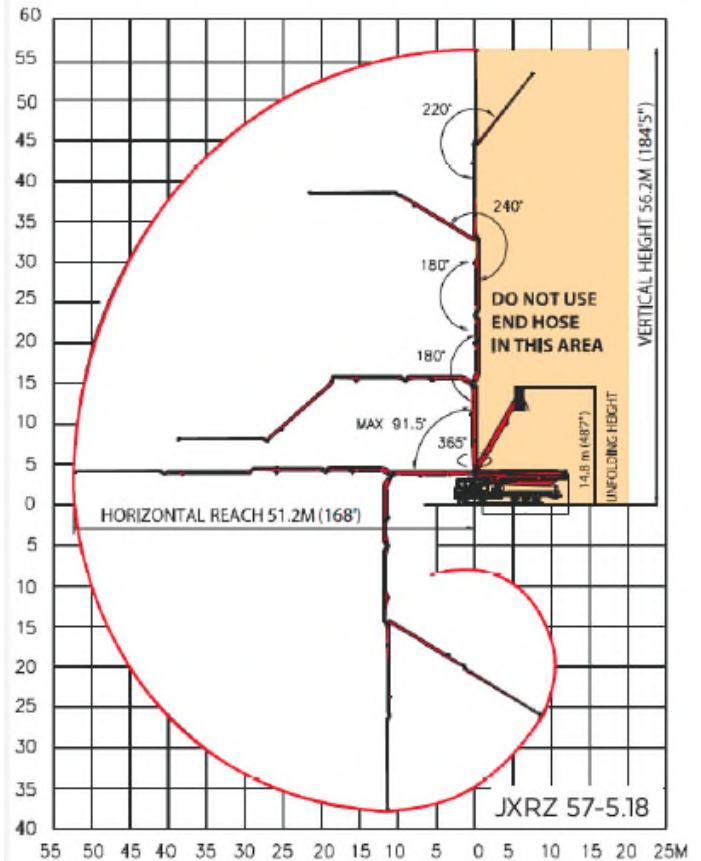 60
55
50
45
40
35
30
25
20
15
10
5
0
5
10
15
20
25
30
35
40
220°
240°
180°
180°
MAX 91.5°
365°
DO NOT USE
END HOSE
IN THIS AREA
VERTICAL HEIGHT 56.2M (184'5")
14.8 m (48'7")
UNFOLDING HEIGHT
HORIZONTAL REACH 51.2M (168')
JXRZ 57-5.18
55 50 45 40 35 30 25 20 15 10 5 0 5 10 15 20 25M